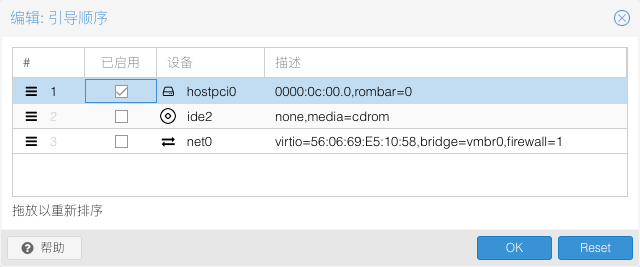 编辑: 引导顺序
# 已启用 设备 描述
1 hostpci0 0000:0c:00.0,rombar=0
2 ide2 none,media=cdrom
3 net0 virtio=56:06:69:E5:10:58,bridge=vmbr0,firewall=1
拖放以重新排序
帮助 OK Reset